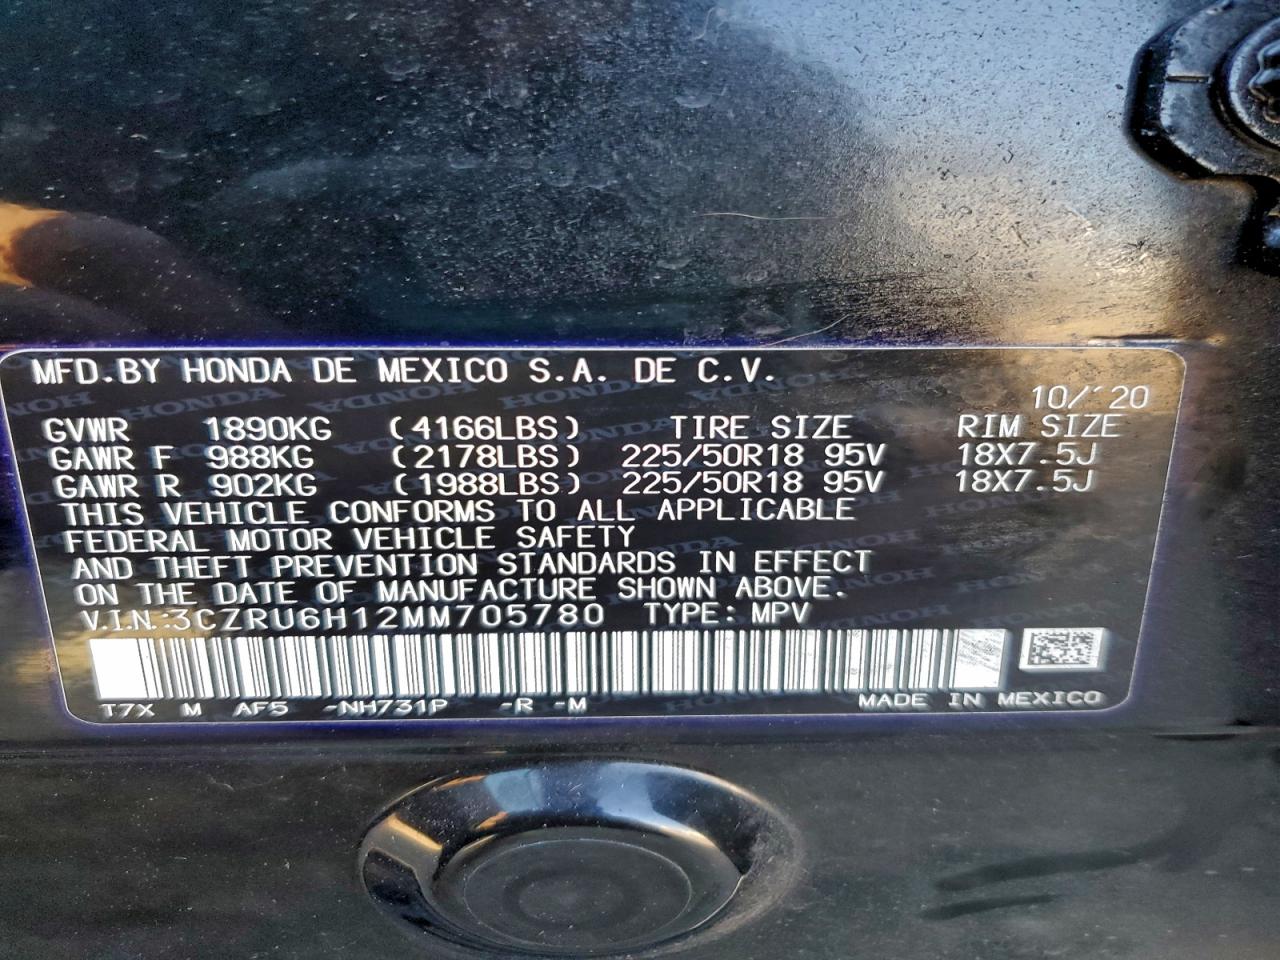 MFD.BY HONDA DE MEXICO S.A. DE C.V.
10/'20
GVWR 1890KG (4166LBS) TIRE SIZE RIM SIZE
GAWR F 988KG (2178LBS) 225/50R18 95V 18X7.5J
GAWR R 902KG (1988LBS) 225/50R18 95V 18X7.5J
THIS VEHICLE CONFORMS TO ALL APPLICABLE
FEDERAL MOTOR VEHICLE SAFETY
AND THEFT PREVENTION STANDARDS IN EFFECT
ON THE DATE OF MANUFACTURE SHOWN ABOVE.
V.I.N.:3CZRU6H12MM705780 TYPE: MPV
T7X M AF5 -NH731P -R -M MADE IN MEXICO